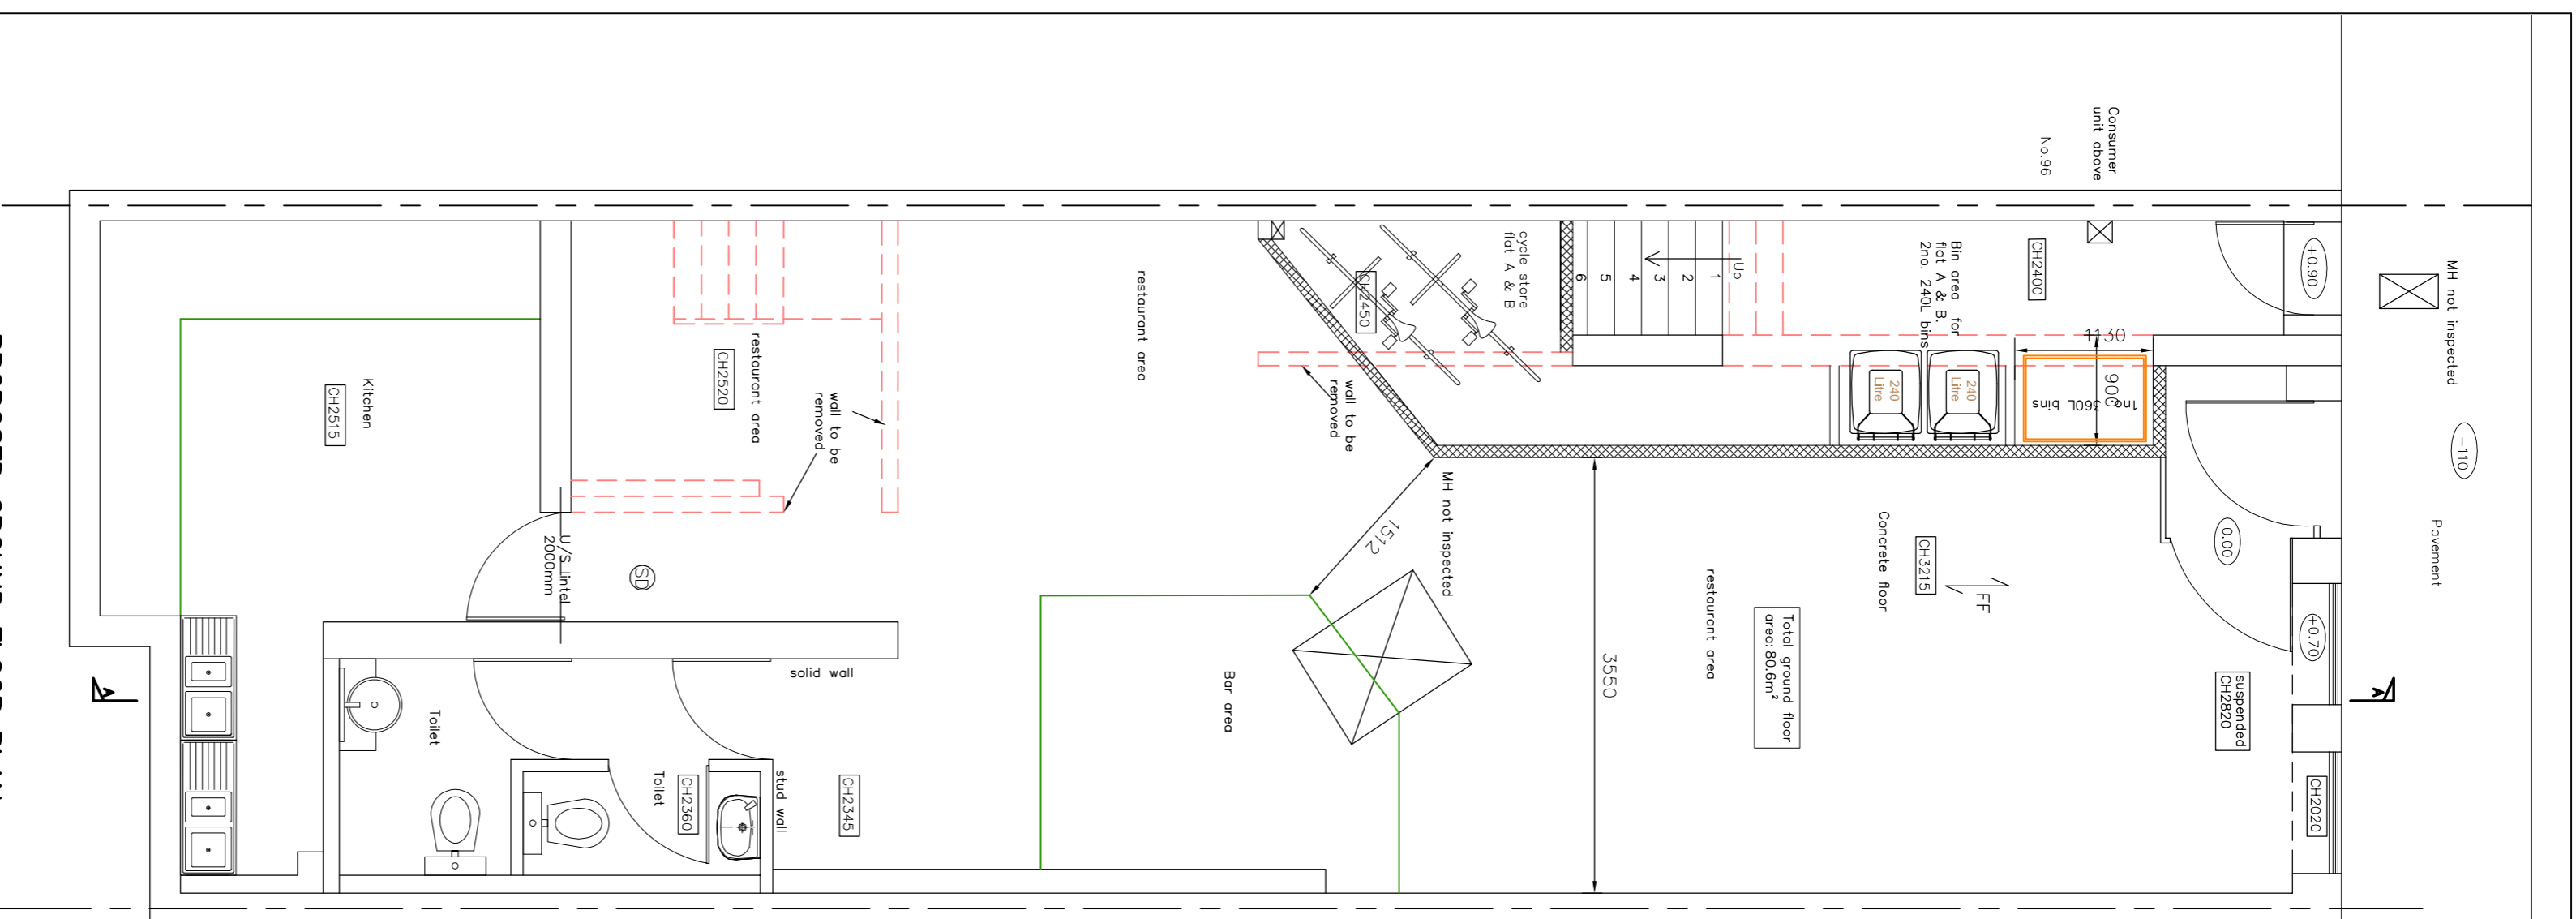 Consumer
unit above
No.96
MH not inspected
+0.90
-110
Pavement
CH2400
Bin area for
flat A & B.
2no. 240L bins
1130
900
1no. 360L bins
240
Litre
240
Litre
Up
1
2
3
4
5
6
cycle store
flat A & B
CH2450
restaurant area
wall to be
removed
MH not inspected
1512
3550
Concrete floor
CH3215
FF
restaurant area
Total ground floor
area: 80.6m²
0.00
+0.70
suspended
CH2820
CH2020
A
Bar area
restaurant area
CH2520
wall to be
removed
Kitchen
CH2515
U/S lintel
2000mm
SD
solid wall
stud wall
CH2345
CH2360
Toilet
Toilet
A